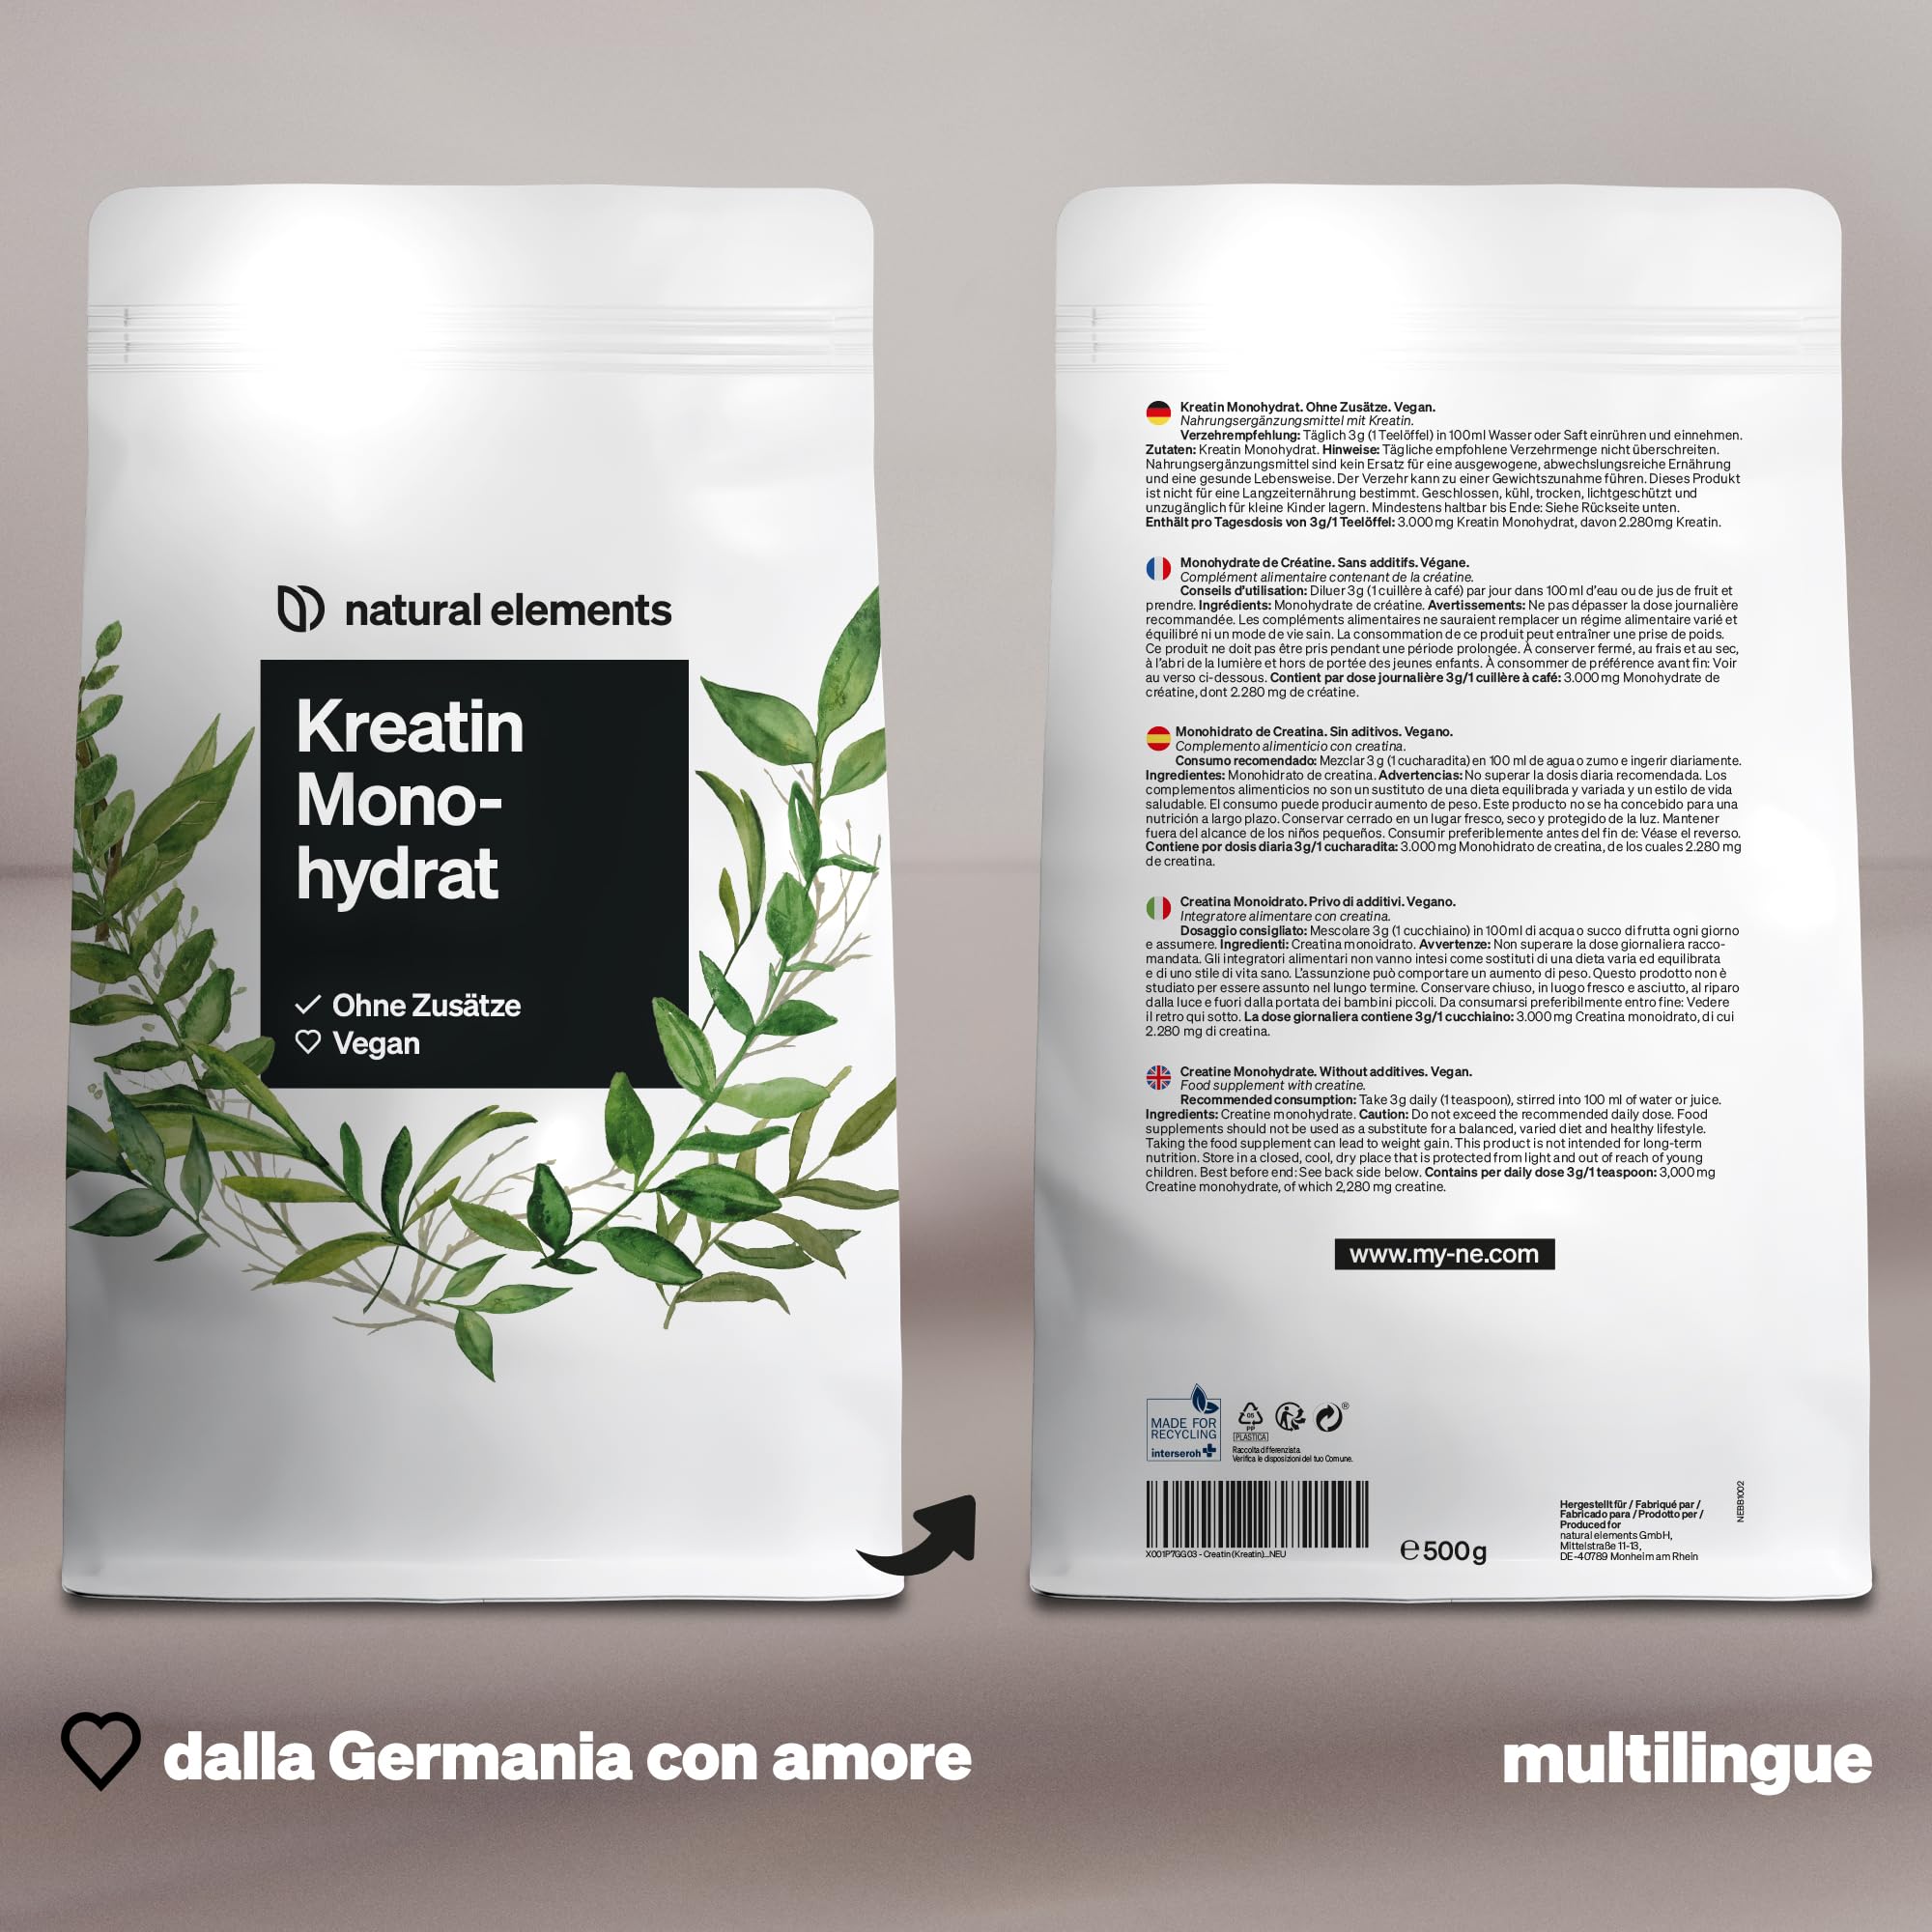 natural elements
Kreatin
Mono-
hydrat
Ohne Zusätze
Vegan
Kreatin Monohydrat. Ohne Zusätze. Vegan.
Nahrungsergänzungsmittel mit Kreatin.
Verzehrempfehlung: Täglich 3g (1 Teelöffel) in 100ml Wasser oder Saft einrühren und einnehmen.
Zutaten: Kreatin Monohydrat. Hinweise: Tägliche empfohlene Verzehrmenge nicht überschreiten.
Nahrungsergänzungsmittel sind kein Ersatz für eine ausgewogene, abwechslungsreiche Ernährung
und eine gesunde Lebensweise. Der Verzehr kann zu einer Gewichtszunahme führen. Dieses Produkt
ist nicht für eine Langzeiternährung bestimmt. Geschlossen, kühl, trocken, lichtgeschützt und
unzugänglich für kleine Kinder lagern. Mindestens haltbar bis Ende: Siehe Rückseite unten.
Enthält pro Tagesdosis von 3g/1 Teelöffel: 3.000 mg Kreatin Monohydrat, davon 2.280mg Kreatin.
Monohydrate de Créatine. Sans additifs. Végane.
Complément alimentaire contenant de la créatine.
Conseils d'utilisation: Diluer 3g (1 cuillère à café) par jour dans 100 ml d'eau ou de jus de fruit et
prendre. Ingrédients: Monohydrate de créatine. Avertissements: Ne pas dépasser la dose journalière
recommandée. Les compléments alimentaires ne sauraient remplacer un régime alimentaire varié et
équilibré ni un mode de vie sain. La consommation de ce produit peut entraîner une prise de poids.
Ce produit ne doit pas être pris pendant une période prolongée. À conserver fermé, au frais et au sec,
à l'abri de la lumière et hors de portée des jeunes enfants. À consommer de préférence avant fin: Voir
au verso ci-dessous. Contient par dose journalière 3g/1 cuillère à café: 3.000 mg Monohydrate de
créatine, dont 2.280 mg de créatine.
Monohidrato de Creatina. Sin aditivos. Vegano.
Complemento alimenticio con creatina.
Consumo recomendado: Mezclar 3 g (1 cucharadita) en 100 ml de agua o zumo e ingerir diariamente.
Ingredientes: Monohidrato de creatina. Advertencias: No superar la dosis diaria recomendada. Los
complementos alimenticios no son un sustituto de una dieta equilibrada y variada y un estilo de vida
saludable. El consumo puede producir aumento de peso. Este producto no se ha concebido para una
nutrición a largo plazo. Conservar cerrado en un lugar fresco, seco y protegido de la luz. Mantener
fuera del alcance de los niños pequeños. Consumir preferiblemente antes del fin de: Véase el reverso.
Contiene por dosis diaria 3g/1 cucharadita: 3.000 mg Monohidrato de creatina, de los cuales 2.280 mg
de creatina.
Creatina Monoidrato. Privo di additivi. Vegano.
Integratore alimentare con creatina.
Dosaggio consigliato: Mescolare 3g (1 cucchiaino) in 100ml di acqua o succo di frutta ogni giorno
e assumere. Ingredienti: Creatina monoidrato. Avvertenze: Non superare la dose giornaliera racco-
mandata. Gli integratori alimentari non vanno intesi come sostituti di una dieta varia ed equilibrata
e di uno stile di vita sano. L'assunzione può comportare un aumento di peso. Questo prodotto non è
studiato per essere assunto nel lungo termine. Conservare chiuso, in luogo fresco e asciutto, al riparo
dalla luce e fuori dalla portata dei bambini piccoli. Da consumarsi preferibilmente entro fine: Vedere
il retro qui sotto. La dose giornaliera contiene 3g/1 cucchiaino: 3.000 mg Creatina monoidrato, di cui
2.280 mg di creatina.
Creatine Monohydrate. Without additives. Vegan.
Food supplement with creatine.
Recommended consumption: Take 3g daily (1 teaspoon), stirred into 100 ml of water or juice.
Ingredients: Creatine monohydrate. Caution: Do not exceed the recommended daily dose. Food
supplements should not be used as a substitute for a balanced, varied diet and healthy lifestyle.
Taking the food supplement can lead to weight gain. This product is not intended for long-term
nutrition. Store in a closed, cool, dry place that is protected from light and out of reach of young
children. Best before end: See back side below. Contains per daily dose 3g/1 teaspoon: 3,000 mg
Creatine monohydrate, of which 2,280 mg creatine.
www.my-ne.com
MADE FOR
RECYCLING
interseroh
05
PP
PLASTICA
®
Raccolta differenziata.
Verifica le disposizioni del tuo Comune.
X001P7GG03 - Creatin (Kreatin)..._NEU
℮ 500g
Hergestellt für / Fabriqué par /
Fabricado para / Prodotto per /
Produced for
natural elements GmbH,
Mittelstraße 11-13,
DE-40789 Monheim am Rhein
NEBB1002
dalla Germania con amore
multilingue